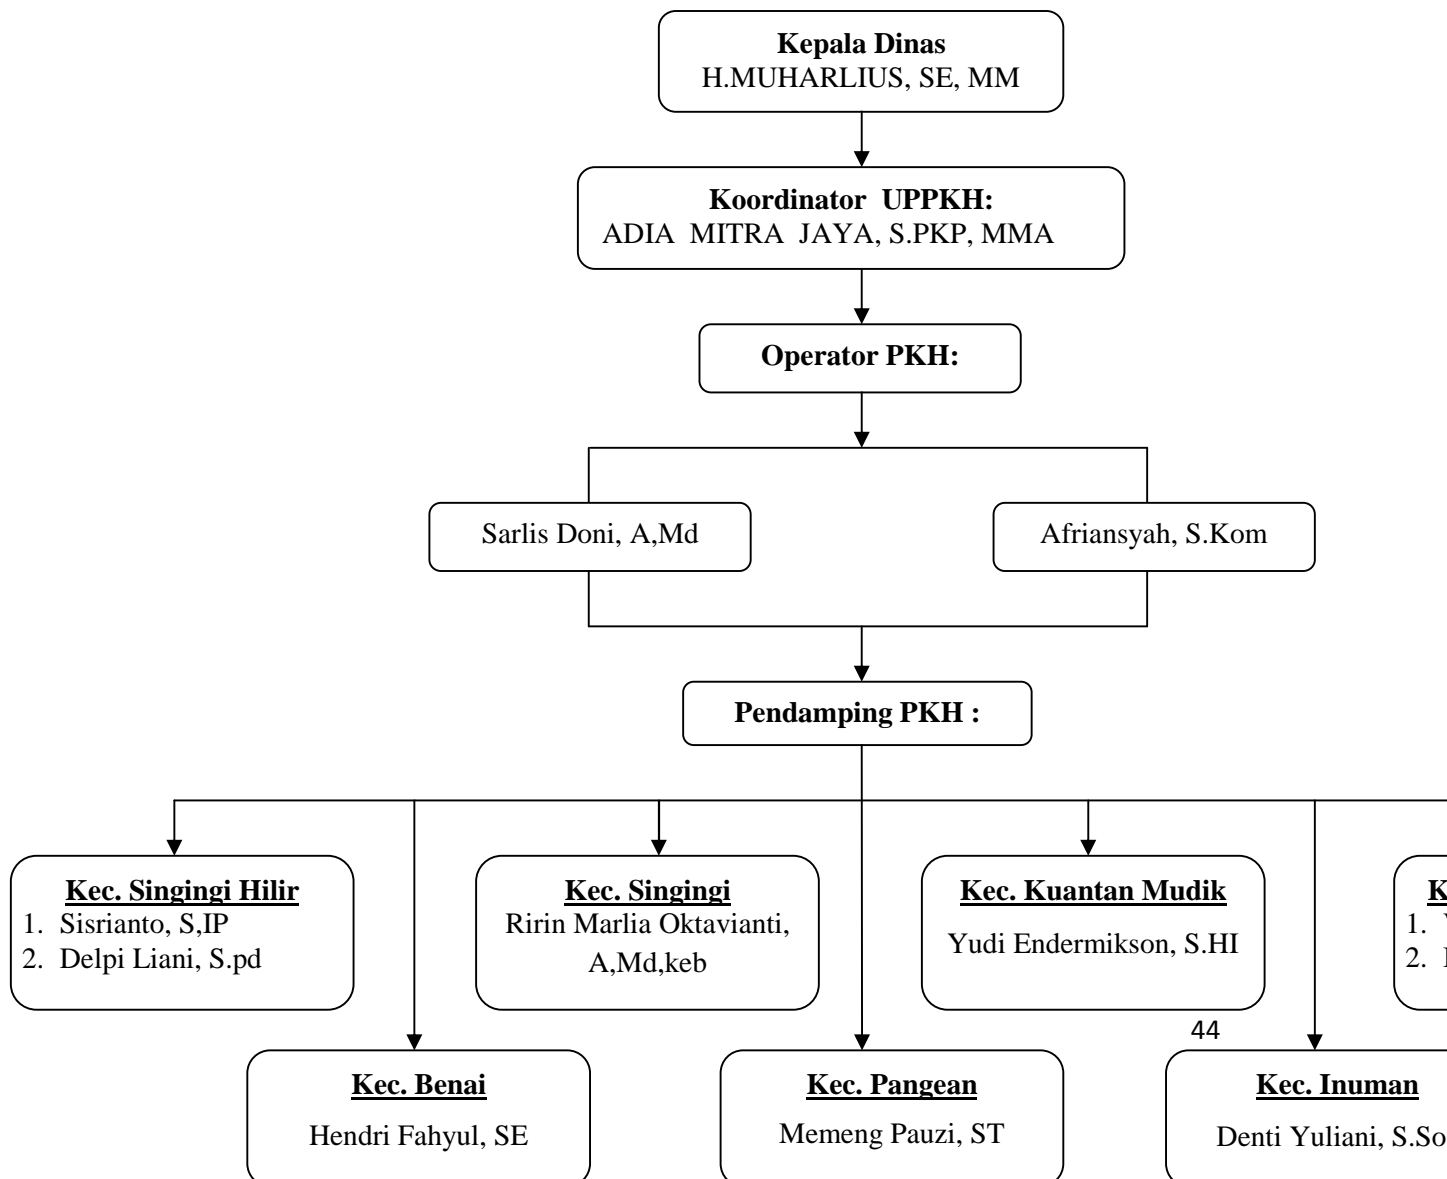 Kepala Dinas
H.MUHARLIUS, SE, MM
Koordinator UPPKH:
ADIA MITRA JAYA, S.PKP, MMA
Operator PKH:
Sarlis Doni, A,Md
Afriansyah, S.Kom
Pendamping PKH :
Kec. Singingi Hilir
1. Sisrianto, S,IP
2. Delpi Liani, S.pd
Kec. Singingi
Ririn Marlia Oktavianti,
A,Md,keb
Kec. Kuantan Mudik
Yudi Endermikson, S.HI
1.
2.
44
Kec. Benai
Hendri Fahyul, SE
Kec. Pangean
Memeng Pauzi, ST
Kec. Inuman
Denti Yuliani, S.So